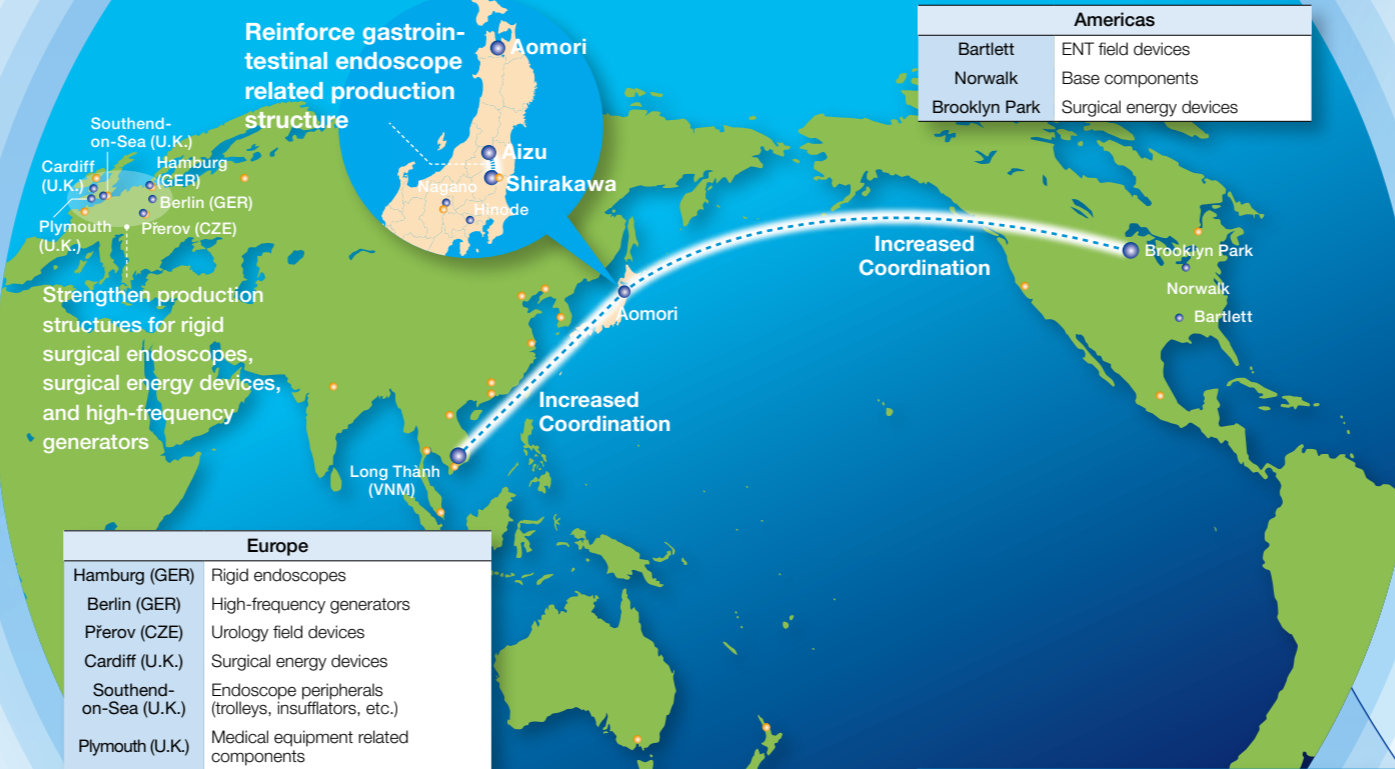 Reinforce gastroin-
testinal endoscope
related production
structure
Aomori
Aizu
Shirakawa
Nagano
Hinode
Americas
Bartlett ENT field devices
Norwalk Base components
Brooklyn Park Surgical energy devices
Southend-
on-Sea (U.K.)
Cardiff
(U.K.)
Hamburg
(GER)
Berlin (GER)
Plymouth
(U.K.)
Přerov (CZE)
Strengthen production
structures for rigid
surgical endoscopes,
surgical energy devices,
and high-frequency
generators
Increased
Coordination
Brooklyn Park
Norwalk
Bartlett
Aomori
Increased
Coordination
Long Thành
(VNM)
Europe
Hamburg (GER) Rigid endoscopes
Berlin (GER) High-frequency generators
Přerov (CZE) Urology field devices
Cardiff (U.K.) Surgical energy devices
Southend- Endoscope peripherals
on-Sea (U.K.) (trolleys, insufflators, etc.)
Plymouth (U.K.) Medical equipment related
components